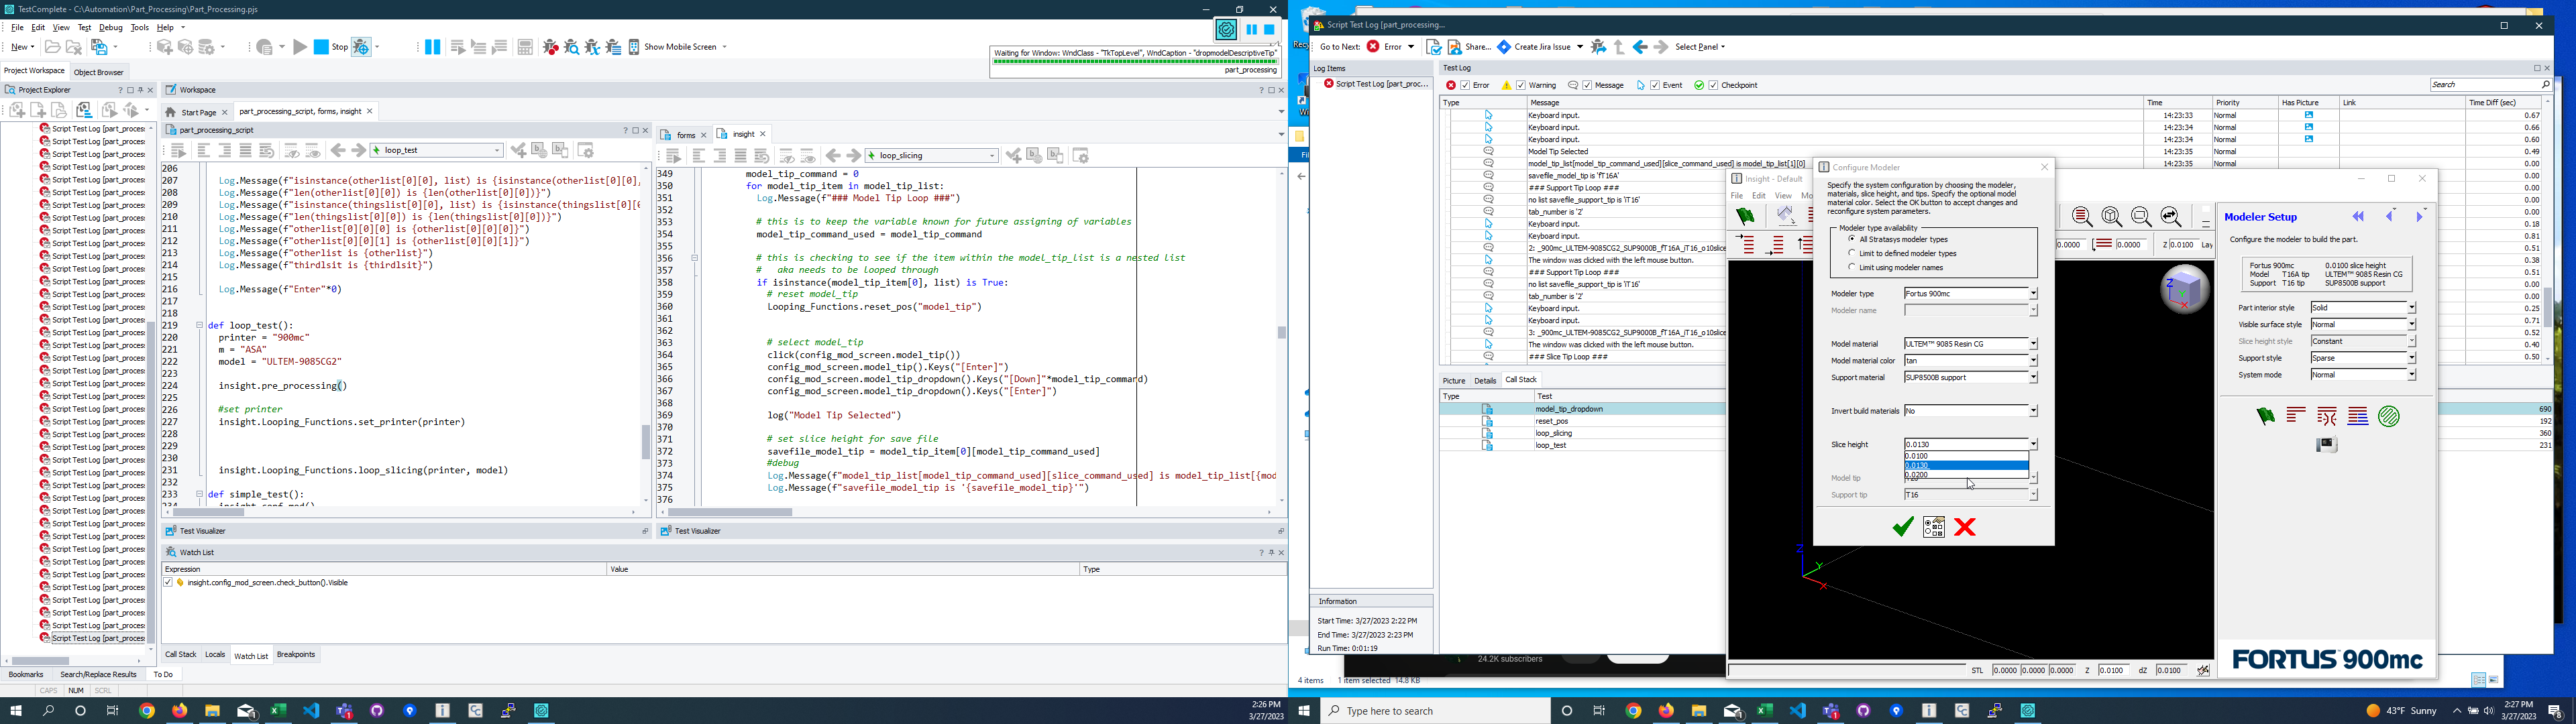 TestComplete - C:\Automation\Part_Processing\Part_Processing.pjs
File Edit View Test Debug Tools Help
New
Stop
Show Mobile Screen
Waiting for Window: WndClass - "TkTopLevel", WndCaption - "dropmodelDescriptiveTip"
part_processing
Project Workspace Object Browser
Project Explorer
Workspace
Start Page
part_processing_script, forms, insight
part_processing_script
forms
insight
loop_test
loop_slicing
Script Test Log [part_proces
206
207 Log.Message(f"isinstance(otherlist[0][0], list) is {isinstance(otherlist[0],
208 Log.Message(f"len(otherlist[0][0]) is {len(otherlist[0][0])}")
209 Log.Message(f"isinstance(thingslist[0][0], list) is {isinstance(thingslist[0][0
210 Log.Message(f"len(thingslist[0][0]) is {len(thingslist[0][0])}")
211 Log.Message(f"otherlist[0][0][0] is {otherlist[0][0][0]}")
212 Log.Message(f"otherlist[0][0][1] is {otherlist[0][0][1]}")
213 Log.Message(f"otherlist is {otherlist}")
214 Log.Message(f"thirdlsit is {thirdlsit}")
215
216 Log.Message(f"Enter"*0)
217
218
219 def loop_test():
220 printer = "900mc"
221 m = "ASA"
222 model = "ULTEM-9085CG2"
223
224 insight.pre_processing()
225
226 #set printer
227 insight.Looping_Functions.set_printer(printer)
228
229
230
231 insight.Looping_Functions.loop_slicing(printer, model)
232
233 def simple_test():
349 model_tip_command = 0
350 for model_tip_item in model_tip_list:
351 Log.Message(f"### Model Tip Loop ###")
352
353 # this is to keep the variable known for future assigning of variables
354 model_tip_command_used = model_tip_command
355
356 # this is checking to see if the item within the model_tip_list is a nested list
357 # aka needs to be looped through
358 if isinstance(model_tip_item[0], list) is True:
359 # reset model_tip
360 Looping_Functions.reset_pos("model_tip")
361
362
363 # select model_tip
364 click(config_mod_screen.model_tip())
365 config_mod_screen.model_tip().Keys("[Enter]")
366 config_mod_screen.model_tip_dropdown().Keys("[Down]"*model_tip_command)
367 config_mod_screen.model_tip_dropdown().Keys("[Enter]")
368
369 log("Model Tip Selected")
370
371 # set slice height for save file
372 savefile_model_tip = model_tip_item[0][model_tip_command_used]
373 #debug
374 Log.Message(f"model_tip_list[model_tip_command_used][slice_command_used] is model_tip_list[{mod
375 Log.Message(f"savefile_model_tip is '{savefile_model_tip}'")
376
Test Visualizer
Test Visualizer
Watch List
Expression Value Type
insight.config_mod_screen.check_button().Visible
Call Stack Locals Watch List Breakpoints
Bookmarks Search/Replace Results To Do
CAPS NUM SCRL
2:26 PM
3/27/2023
Script Test Log [part_processing...
Go to Next: Error Share... Create Jira Issue Select Panel
Log Items
Script Test Log [part_proc...
Test Log
Error Warning Message Event Checkpoint
Search
Type Message Time Priority Has Picture Link Time Diff (sec)
Keyboard input. 14:23:33 Normal 0.67
Keyboard input. 14:23:34 Normal 0.66
Keyboard input. 14:23:34 Normal 0.60
Model Tip Selected 14:23:35 Normal 0.49
model_tip_list[model_tip_command_used][slice_command_used] is model_tip_list[1][0] 14:23:35 Normal 0.00
savefile_model_tip is 'fT16A' 0.00
### Support Tip Loop ### 0.00
no list savefile_support_tip is 'iT16' 0.00
tab_number is '2' 0.00
Keyboard input. 0.18
Keyboard input. 0.81
2: _900mc_ULTEM-9085CG2_SUP9000B_fT16A_iT16_o10slice 0.51
The window was clicked with the left mouse button. 0.38
### Support Tip Loop ### 0.51
no list savefile_support_tip is 'iT16' 0.00
tab_number is '2' 0.00
Keyboard input. 0.25
Keyboard input. 0.71
3: _900mc_ULTEM-9085CG2_SUP9000B_fT16A_iT16_o10slice 0.52
The window was clicked with the left mouse button. 0.40
### Slice Tip Loop ### 0.50
Picture Details Call Stack
Type Test
model_tip_dropdown 690
reset_pos 192
loop_slicing 360
loop_test 231
Information
Start Time: 3/27/2023 2:22 PM
End Time: 3/27/2023 2:23 PM
Run Time: 0:01:19
24.2K subscribers
4 items 1 item selected 14.8 KB
Insight - Default
File Edit View Mo
Configure Modeler
Specify the system configuration by choosing the modeler,
materials, slice height, and tips. Specify the optional model
material color. Select the OK button to accept changes and
reconfigure system parameters.
Modeler type availability
All Stratasys modeler types
Limit to defined modeler types
Limit using modeler names
Modeler type Fortus 900mc
Modeler name
Model material ULTEM™ 9085 Resin CG
Model material color tan
Support material SUP8500B support
Invert build materials No
Slice height 0.0130
0.0100
0.0130
0.0200
Model tip
Support tip T16
0.0000 0.0000 Z 0.0100 Lay
Z Y X
Z Y X
Modeler Setup
Configure the modeler to build the part.
Fortus 900mc 0.0100 slice height
Model T16A tip ULTEM™ 9085 Resin CG
Support T16 tip SUP8500B support
Part interior style Solid
Visible surface style Normal
Slice height style Constant
Support style Sparse
System mode Normal
FORTUS 900mc
STL 0.0000 0.0000 0.0000 Z 0.0100 dZ 0.0100
Type here to search
43°F Sunny
2:27 PM
3/27/2023